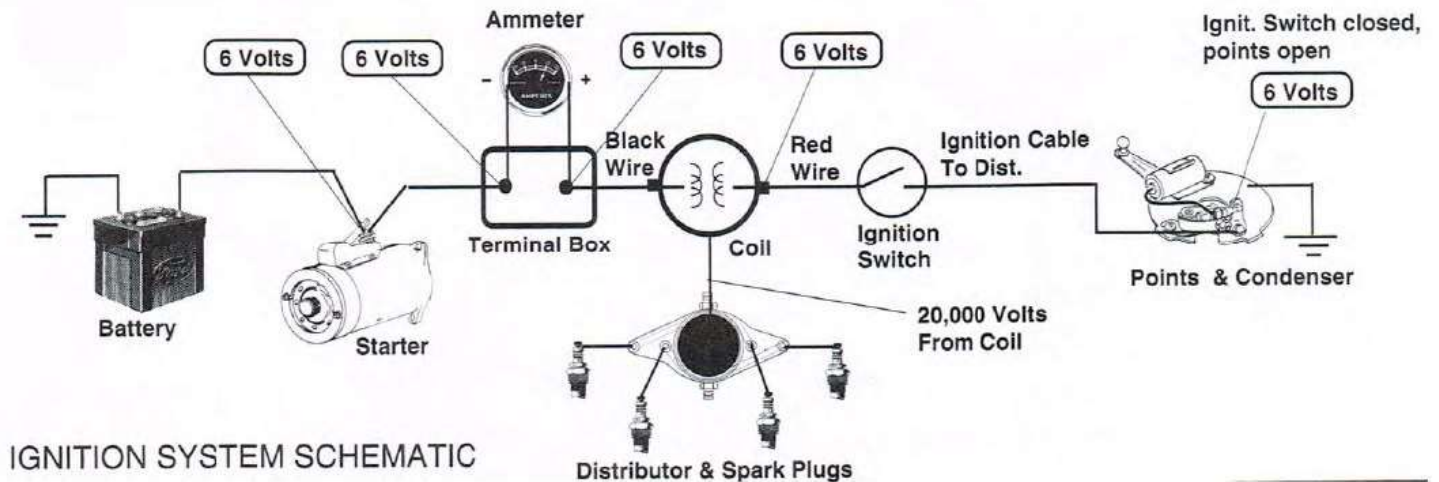 Ammeter
Ignit. Switch closed,
points open
6 Volts
6 Volts
6 Volts
6 Volts
6 Volts
- +
Black
Wire
Red
Wire
Ignition Cable
To Dist.
Terminal Box
Coil
Ignition
Switch
Points & Condenser
Battery
Starter
20,000 Volts
From Coil
IGNITION SYSTEM SCHEMATIC
Distributor & Spark Plugs